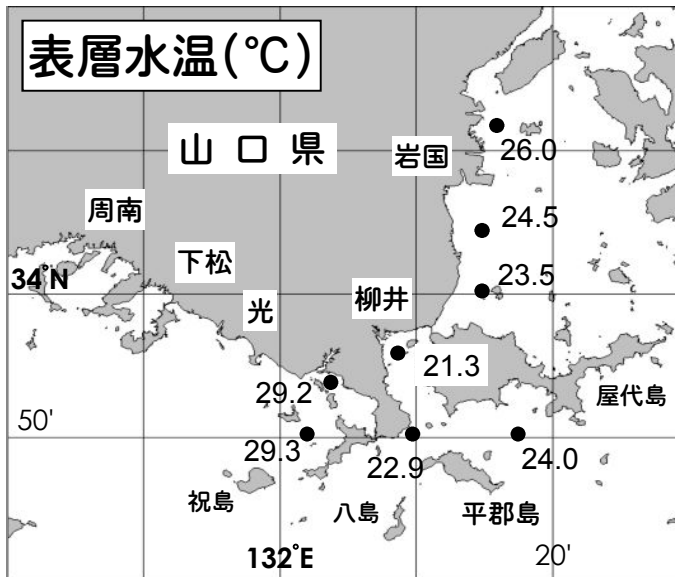 表層水温(℃)
山口県
岩国
26.0
周南
24.5
下松
34°N
23.5
光
柳井
21.3
29.2
屋代島
50'
29.3
22.9
24.0
祝島
八島
平郡島
132°E
20'